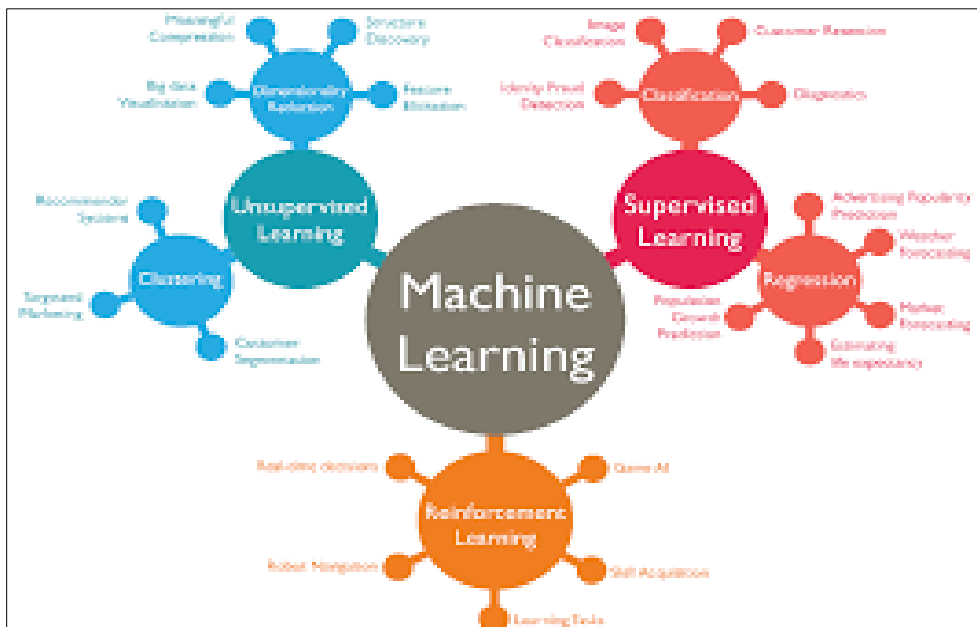 Meaningful
Compression
Structure
Discovery
Big data
Visualisation
Dimensionality
Reduction
Feature
Elicitation
Recommender
Systems
Unsupervised
Learning
Clustering
Targeted
Marketing
Customer
Segmentation
Machine
Learning
Image
Classification
Customer Retention
Identity Fraud
Detection
Classification
Diagnostics
Supervised
Learning
Advertising Popularity
Prediction
Weather
Forecasting
Regression
Population
Growth
Prediction
Market
Forecasting
Estimating
life expectancy
Real-time decisions
Game AI
Reinforcement
Learning
Robot Navigation
Skill Acquisition
Learning Tasks